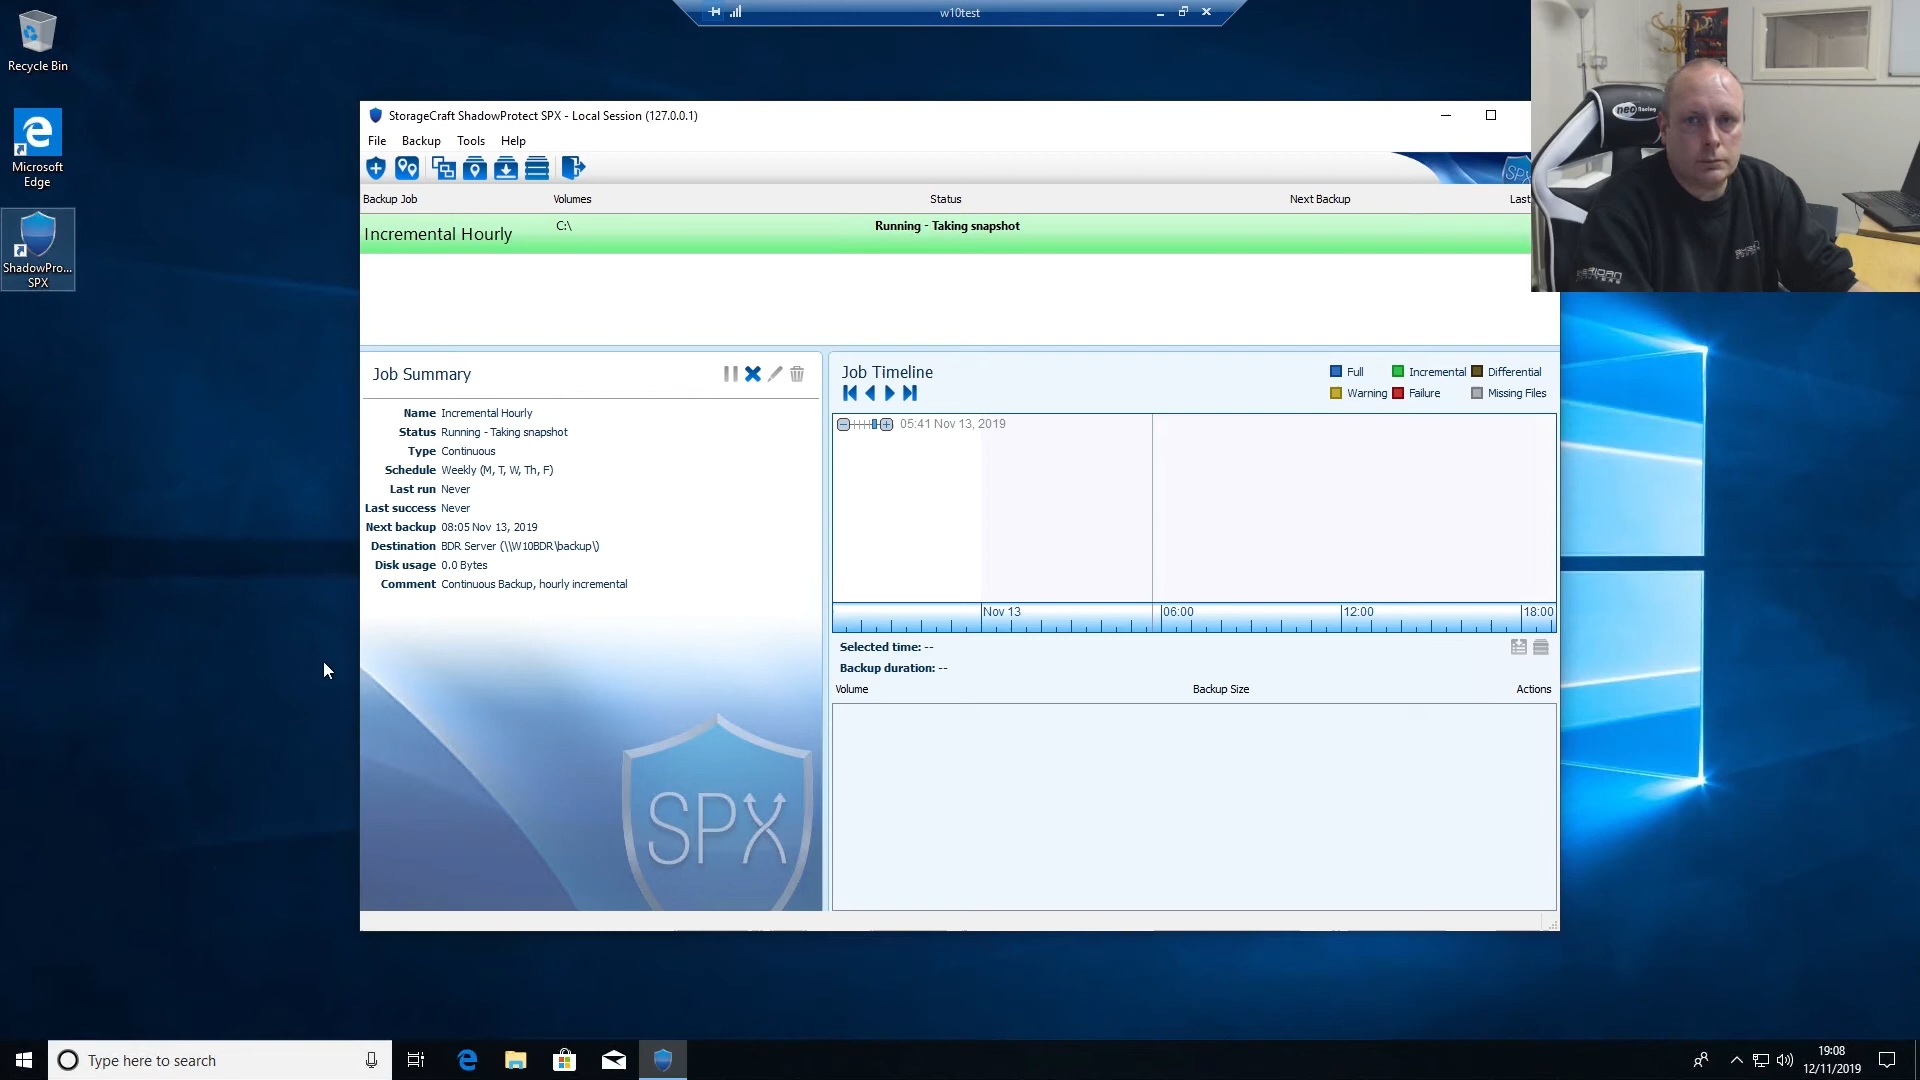 w10test
Recycle Bin
Microsoft
Edge
ShadowPro...
SPX
StorageCraft ShadowProtect SPX - Local Session (127.0.0.1)
File Backup Tools Help
SPX
Backup Job Volumes Status Next Backup Last
Incremental Hourly C:\ Running - Taking snapshot
neo Racing
Job Summary
Name Incremental Hourly
Status Running - Taking snapshot
Type Continuous
Schedule Weekly (M, T, W, Th, F)
Last run Never
Last success Never
Next backup 08:05 Nov 13, 2019
Destination BDR Server (\\W10BDR\backup\)
Disk usage 0.0 Bytes
Comment Continuous Backup, hourly incremental
SPX
Job Timeline
Full Incremental Differential
Warning Failure Missing Files
05:41 Nov 13, 2019
Nov 13 06:00 12:00 18:00
Selected time: --
Backup duration: --
Volume Backup Size Actions
Type here to search
19:08
12/11/2019